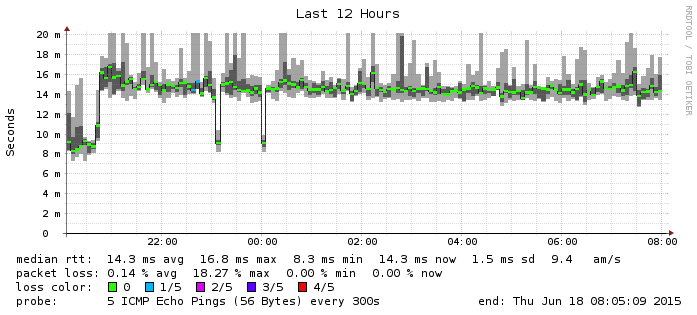 Last 12 Hours
RRDTOOL / TOBI OETIKER
Seconds
20 m
18 m
16 m
14 m
12 m
10 m
8 m
6 m
4 m
2 m
0
22:00 00:00 02:00 04:00 06:00 08:00
median rtt: 14.3 ms avg 16.8 ms max 8.3 ms min 14.3 ms now 1.5 ms sd 9.4 am/s
packet loss: 0.14 % avg 18.27 % max 0.00 % min 0.00 % now
loss color: 0 1/5 2/5 3/5 4/5
probe: 5 ICMP Echo Pings (56 Bytes) every 300s end: Thu Jun 18 08:05:09 2015